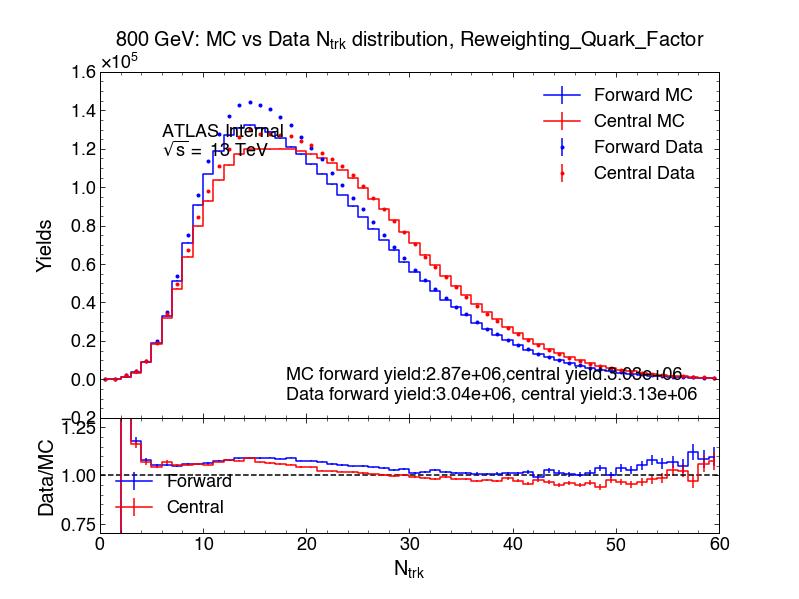 800 GeV: MC vs Data Ntrk distribution, Reweighting_Quark_Factor
×10⁵
1.6
1.4
1.2
1.0
0.8
0.6
0.4
0.2
0.0
−0.2
Yields
ATLAS Internal
√s = 13 TeV
Forward MC
Central MC
Forward Data
Central Data
MC forward yield:2.87e+06,central yield:3.03e+06
Data forward yield:3.04e+06, central yield:3.13e+06
1.25
1.00
0.75
Data/MC
Forward
Central
0 10 20 30 40 50 60
Ntrk